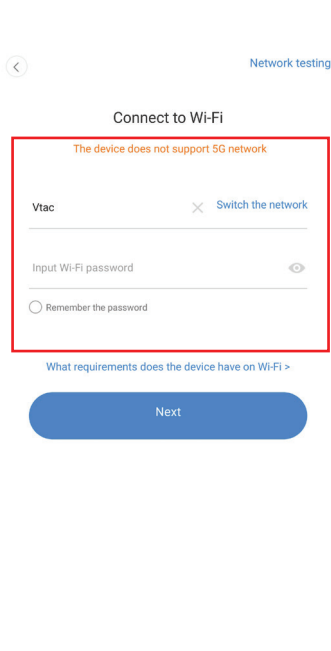 Network testing
Connect to Wi-Fi
The device does not support 5G network
Vtac
Switch the network
Input Wi-Fi password
Remember the password
What requirements does the device have on Wi-Fi >
Next